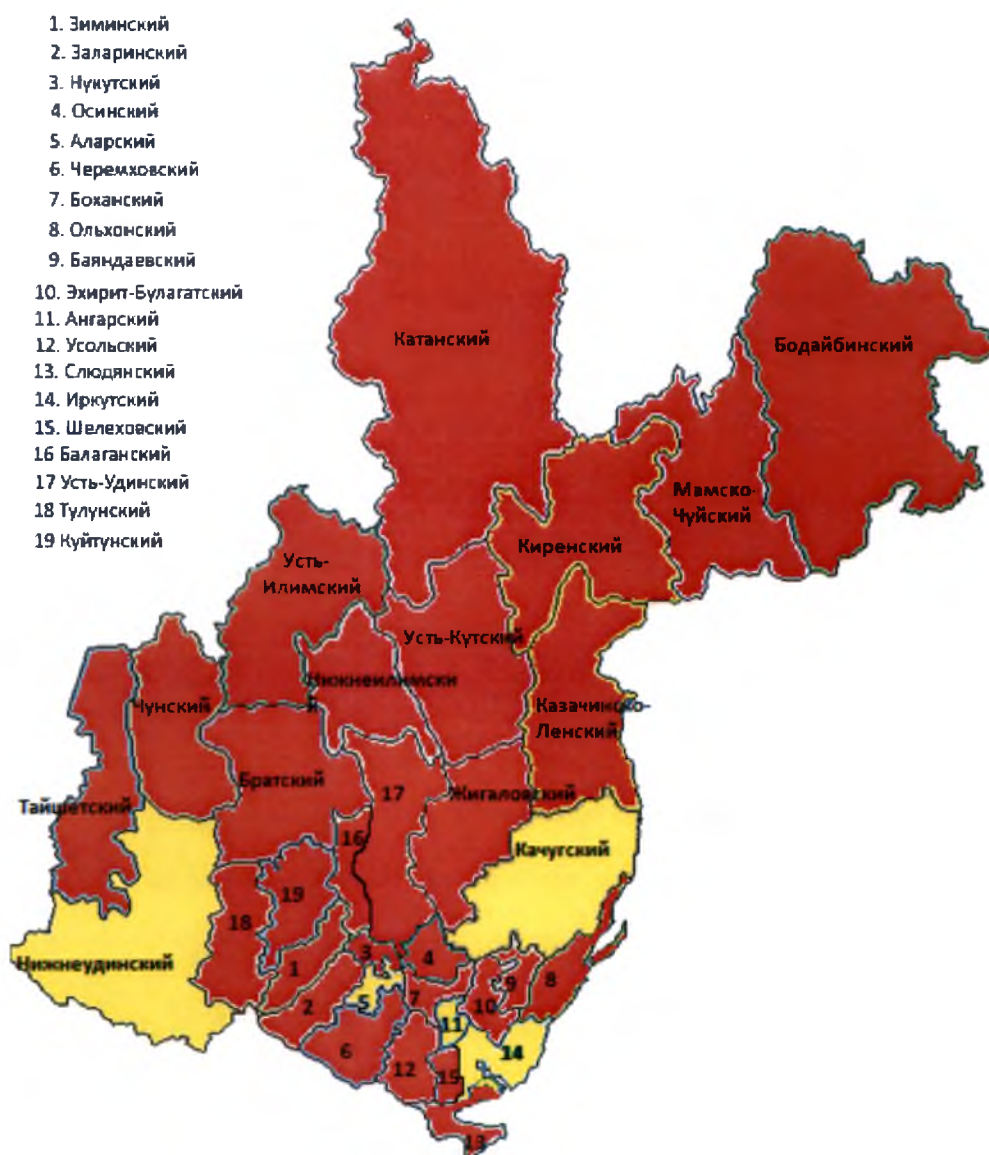 1. Зиминский
2. Заларинский
3. Нукутский
4. Осинский
5. Аларский
6. Черемховский
7. Боханский
8. Ольхонский
9. Баяндаевский
10. Эхирит-Булагатский
11. Ангарский
12. Усольский
13. Слюдянский
14. Иркутский
15. Шелеховский
16 Балаганский
17 Усть-Удинский
18 Тулунский
19 Куйтунский
Катанский
Бодайбинский
Мамско-
Чуйский
Киренский
Усть-
Илимский
Усть-Кутский
Нижнеилимски
й
Чунский
Казачинско-
Ленский
Братский
17
Жигаловский
Тайшетский
16
Качугский
19
18
Нижнеудинский
3
4
1
9
8
2
5
7
10
11
14
6
12
15
13